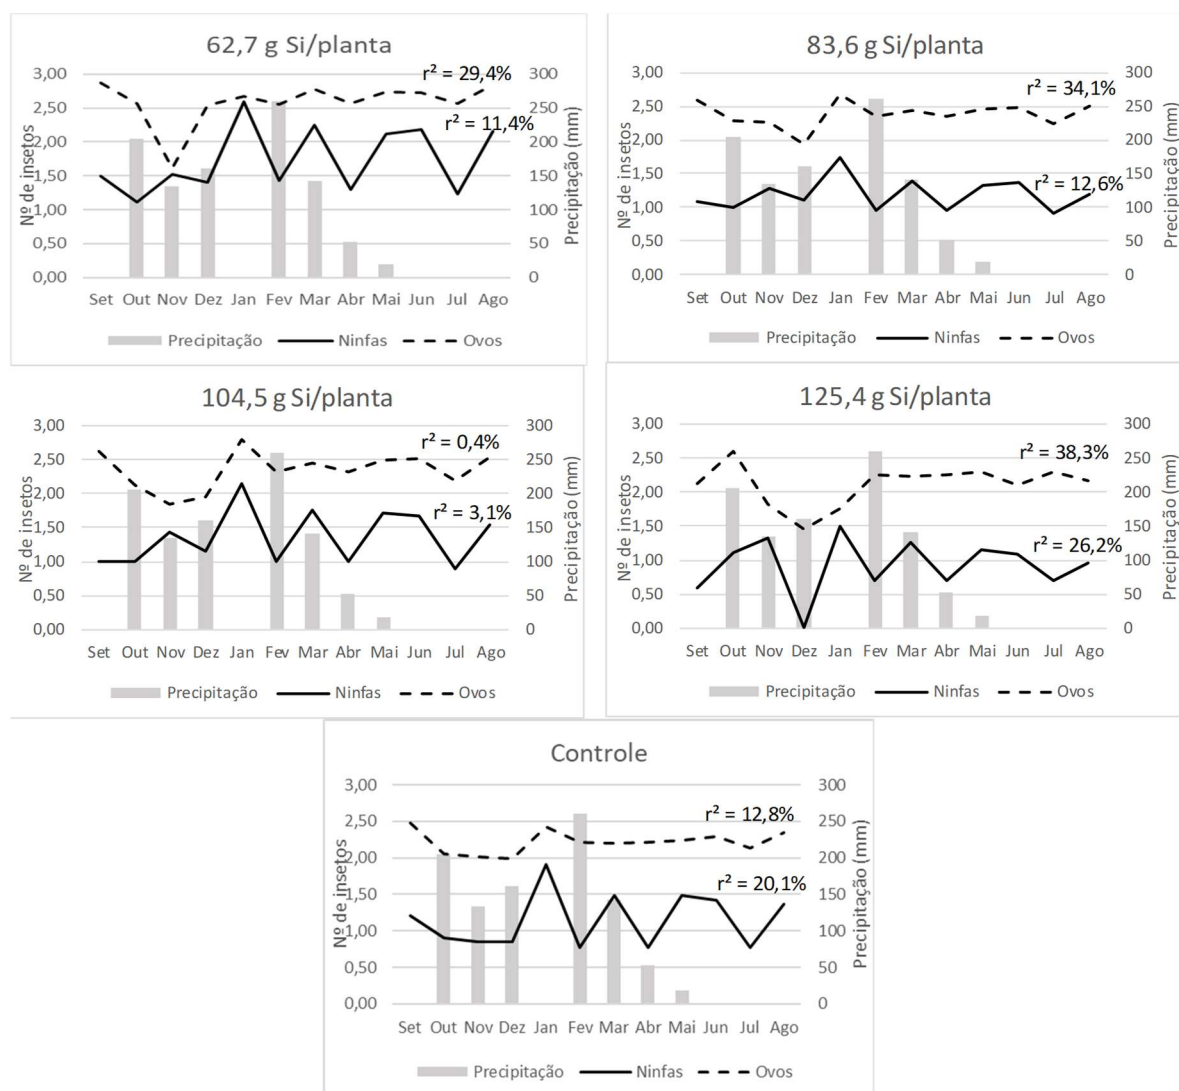 62,7 g Si/planta
Nº de insetos
3,00
2,50
2,00
1,50
1,00
0,50
0,00
r² = 29,4%
r² = 11,4%
300
250
200
150
100
50
0
Precipitação (mm)
Set Out Nov Dez Jan Fev Mar Abr Mai Jun Jul Ago
Precipitação Ninfas Ovos
83,6 g Si/planta
Nº de insetos
3,00
2,50
2,00
1,50
1,00
0,50
0,00
r² = 34,1%
r² = 12,6%
300
250
200
150
100
50
0
Precipitação (mm)
Set Out Nov Dez Jan Fev Mar Abr Mai Jun Jul Ago
Precipitação Ninfas Ovos
104,5 g Si/planta
Nº de insetos
3,00
2,50
2,00
1,50
1,00
0,50
0,00
r² = 0,4%
r² = 3,1%
300
250
200
150
100
50
0
Precipitação (mm)
Set Out Nov Dez Jan Fev Mar Abr Mai Jun Jul Ago
Precipitação Ninfas Ovos
125,4 g Si/planta
Nº de insetos
3,00
2,50
2,00
1,50
1,00
0,50
0,00
r² = 38,3%
r² = 26,2%
300
250
200
150
100
50
0
Precipitação (mm)
Set Out Nov Dez Jan Fev Mar Abr Mai Jun Jul Ago
Precipitação Ninfas Ovos
Controle
Nº de insetos
3,00
2,50
2,00
1,50
1,00
0,50
0,00
r² = 12,8%
r² = 20,1%
300
250
200
150
100
50
0
Precipitação (mm)
Set Out Nov Dez Jan Fev Mar Abr Mai Jun Jul Ago
Precipitação Ninfas Ovos